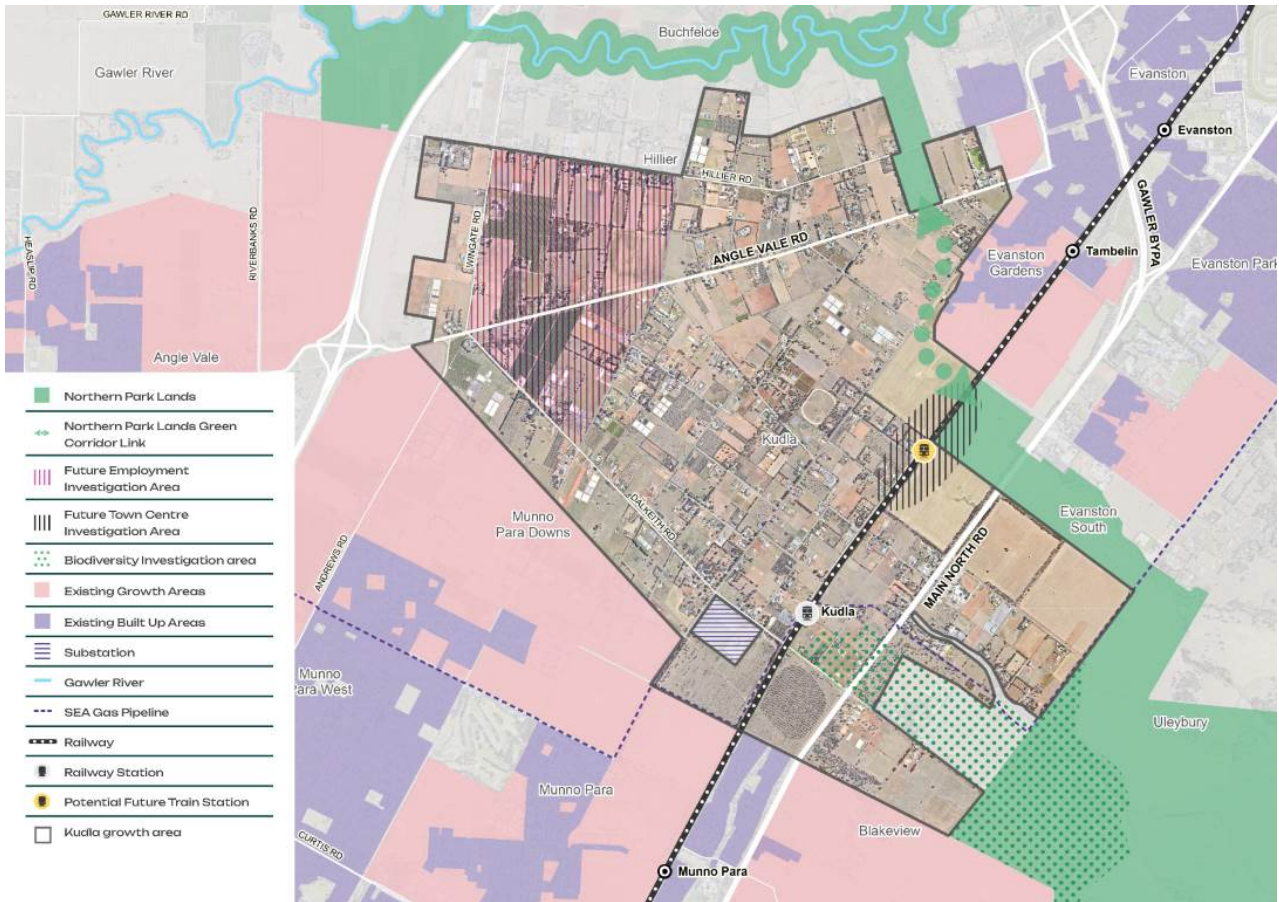 GAWLER RIVER RD
Buchfelde
Gawler River
Evanston
Evanston
Hillier
HILLIER RD
GAWLER BYPA
WINGATE RD
RIVERBANKS RD
HEASLIP RD
ANGLE VALE RD
Tambelin
Evanston
Gardens
Evanston Park
Angle Vale
Kudla
Munno
Para Downs
DALKEITH RD
Evanston
South
ANDREWS RD
MAIN NORTH RD
Kudla
Munno
Para West
Uleybury
Munno Para
Blakeview
CURTIS RD
Munno Para
Northern Park Lands
Northern Park Lands Green
Corridor Link
Future Employment
Investigation Area
Future Town Centre
Investigation Area
Biodiversity Investigation area
Existing Growth Areas
Existing Built Up Areas
Substation
Gawler River
SEA Gas Pipeline
Railway
Railway Station
Potential Future Train Station
Kudla growth area